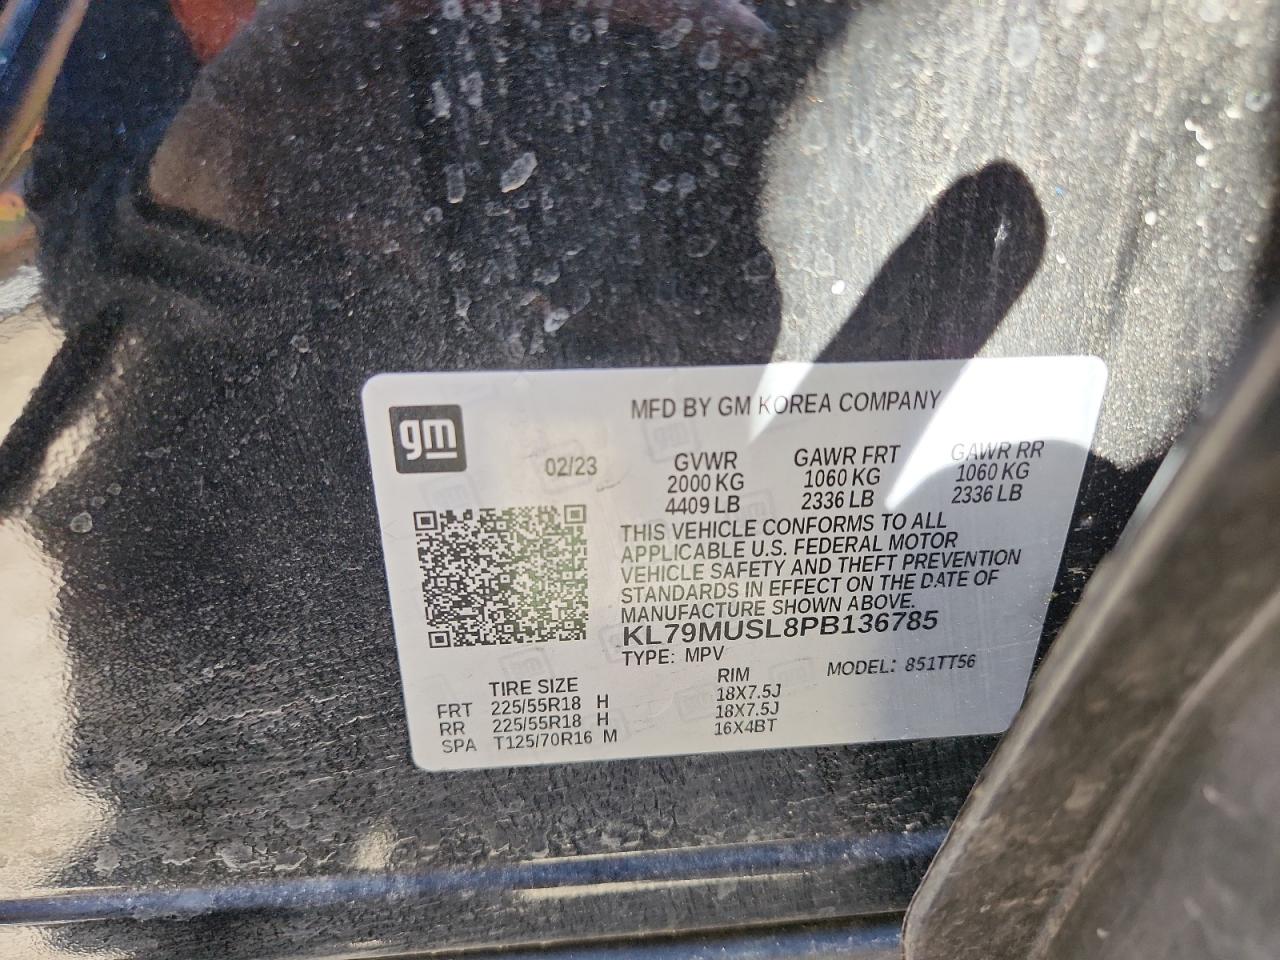 gm
MFD BY GM KOREA COMPANY
02/23
GVWR GAWR FRT GAWR RR
2000 KG 1060 KG 1060 KG
4409 LB 2336 LB 2336 LB
THIS VEHICLE CONFORMS TO ALL
APPLICABLE U.S. FEDERAL MOTOR
VEHICLE SAFETY AND THEFT PREVENTION
STANDARDS IN EFFECT ON THE DATE OF
MANUFACTURE SHOWN ABOVE.
KL79MUSL8PB136785
TYPE: MPV MODEL: 851TT56
TIRE SIZE RIM
FRT 225/55R18 H 18X7.5J
RR 225/55R18 H 18X7.5J
SPA T125/70R16 M 16X4BT